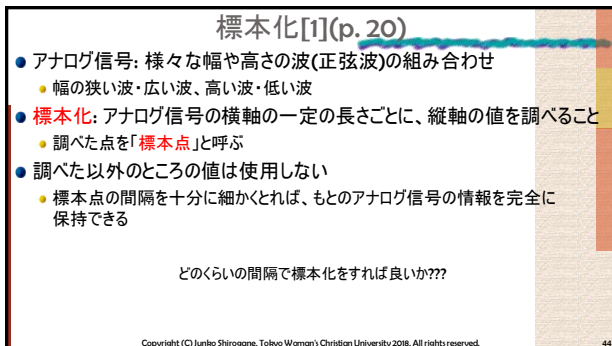 標本化[1](p. 20)
アナログ信号: 様々な幅や高さの波(正弦波)の組み合わせ
幅の狭い波・広い波、高い波・低い波
標本化: アナログ信号の横軸の一定の長さごとに、縦軸の値を調べること
調べた点を「標本点」と呼ぶ
調べた以外のところの値は使用しない
標本点の間隔を十分に細かくとれば、もとのアナログ信号の情報を完全に
保持できる
どのくらいの間隔で標本化をすれば良いか???
Copyright (C) Junko Shirogane, Tokyo Woman's Christian University 2018. All rights reserved.
44